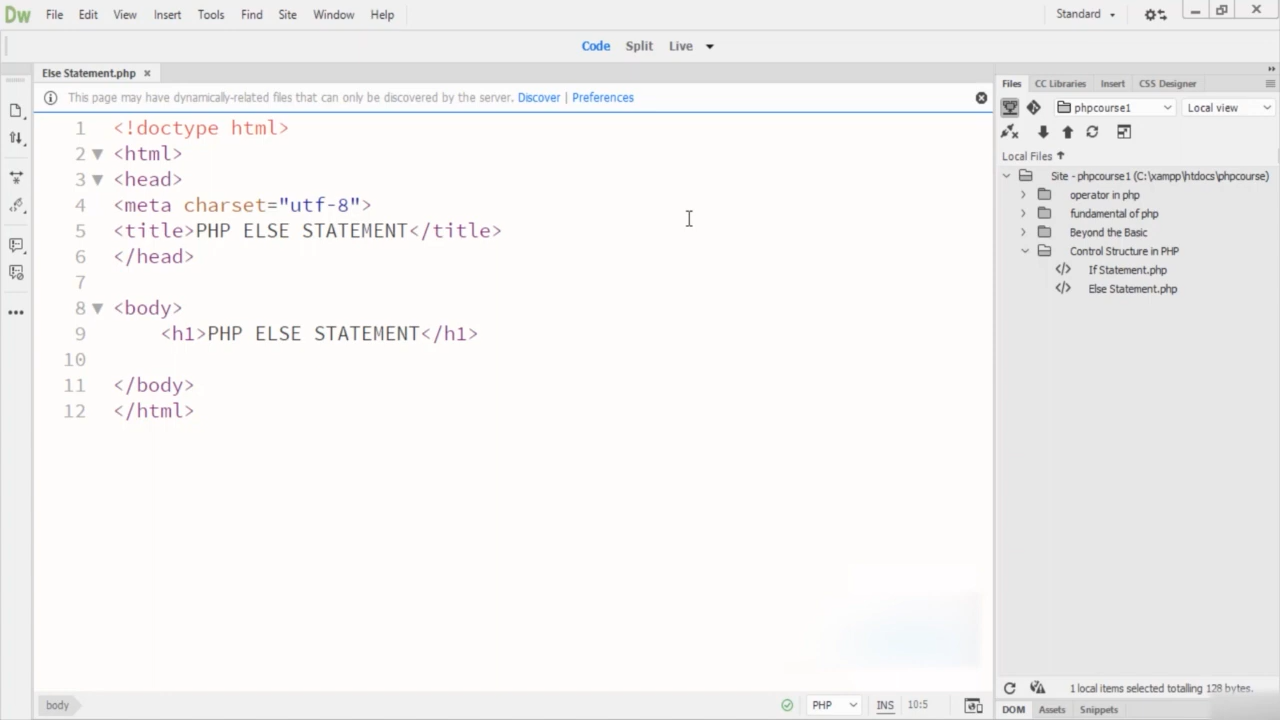 Dw File Edit View Insert Tools Find Site Window Help Standard
Code Split Live
Else Statement.php
This page may have dynamically-related files that can only be discovered by the server. Discover | Preferences
1 <!doctype html>
2 <html>
3 <head>
4 <meta charset="utf-8">
5 <title>PHP ELSE STATEMENT</title>
6 </head>
7
8 <body>
9 <h1>PHP ELSE STATEMENT</h1>
10
11 </body>
12 </html>
body PHP INS 10:5
Files CC Libraries Insert CSS Designer
phpcourse1 Local view
Local Files
Site - phpcourse1 (C:\xampp\htdocs\phpcourse)
operator in php
fundamental of php
Beyond the Basic
Control Structure in PHP
If Statement.php
Else Statement.php
1 local items selected totalling 128 bytes.
DOM Assets Snippets